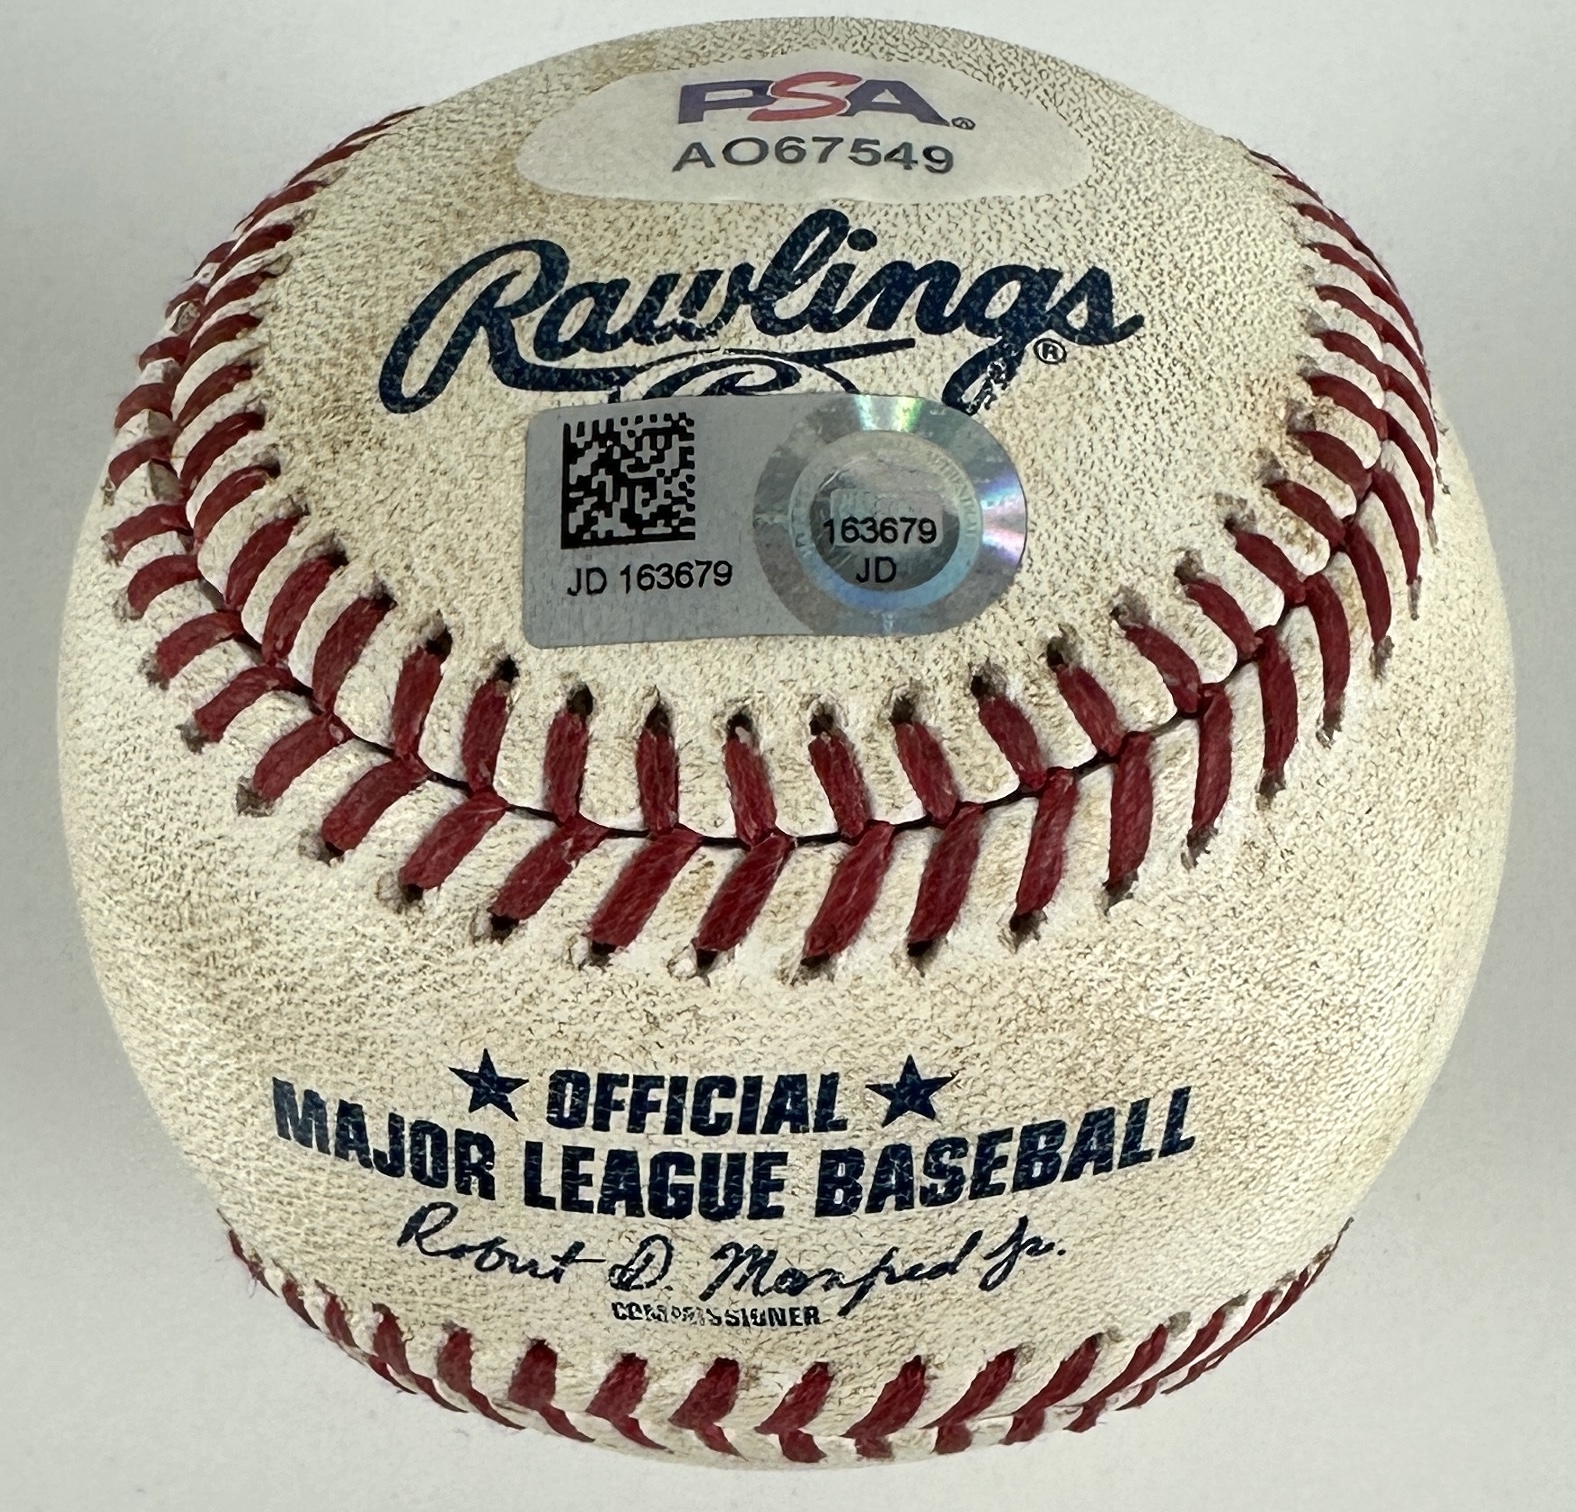 PSA®
AO67549
Rawlings®
JD 163679
163679
JD
★ OFFICIAL ★
MAJOR LEAGUE BASEBALL
Robert D. Manfred Jr.
COMMISSIONER